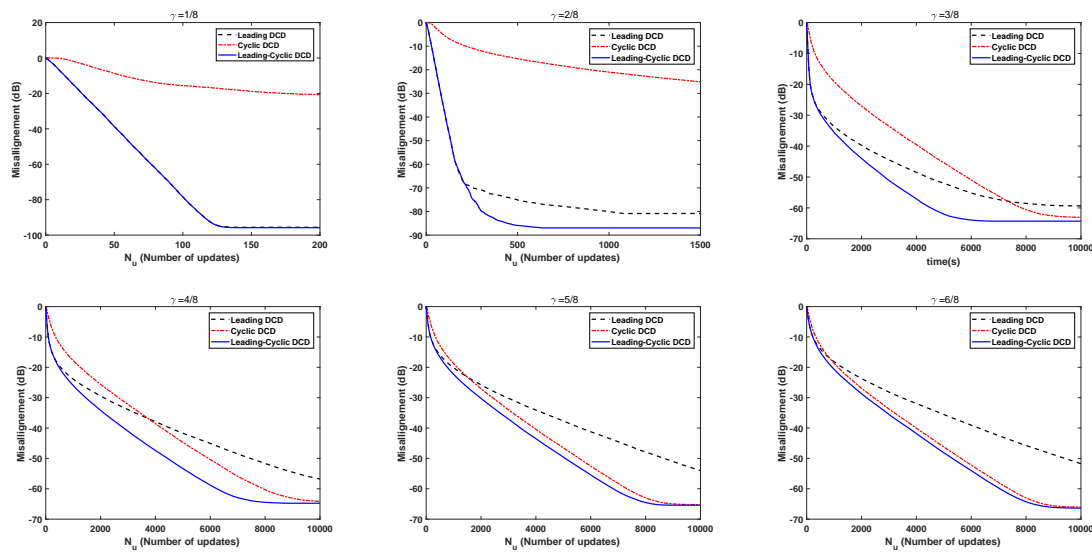 γ=1/8
20
0
-20
-40
-60
-80
-100
Misallignement (dB)
Leading DCD
Cyclic DCD
Leading-Cyclic DCD
0 50 100 150 200
N_u (Number of updates)
γ=2/8
0
-10
-20
-30
-40
-50
-60
-70
-80
-90
Misallignement (dB)
Leading DCD
Cyclic DCD
Leading-Cyclic DCD
0 500 1000 1500
N_u (Number of updates)
γ=3/8
0
-10
-20
-30
-40
-50
-60
-70
Misallignement (dB)
Leading DCD
Cyclic DCD
Leading-Cyclic DCD
0 2000 4000 6000 8000 10000
time(s)
γ=4/8
0
-10
-20
-30
-40
-50
-60
-70
Misallignement (dB)
Leading DCD
Cyclic DCD
Leading-Cyclic DCD
0 2000 4000 6000 8000 10000
N_u (Number of updates)
γ=5/8
0
-10
-20
-30
-40
-50
-60
-70
Misallignement (dB)
Leading DCD
Cyclic DCD
Leading-Cyclic DCD
0 2000 4000 6000 8000 10000
N_u (Number of updates)
γ=6/8
0
-10
-20
-30
-40
-50
-60
-70
Misallignement (dB)
Leading DCD
Cyclic DCD
Leading-Cyclic DCD
0 2000 4000 6000 8000 10000
N_u (Number of updates)